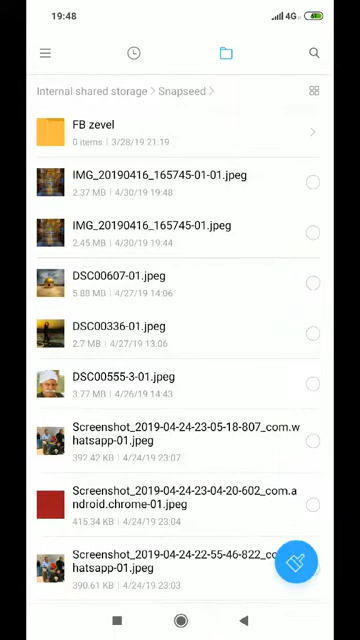 19:48
4G
Internal shared storage > Snapseed >
FB zevel
0 items | 3/28/19 21:19
IMG_20190416_165745-01-01.jpeg
2.37 MB | 4/30/19 19:48
IMG_20190416_165745-01.jpeg
2.45 MB | 4/30/19 19:44
DSC00607-01.jpeg
5.88 MB | 4/27/19 14:06
DSC00336-01.jpeg
2.7 MB | 4/27/19 13:06
DSC00555-3-01.jpeg
3.77 MB | 4/26/19 14:43
Screenshot_2019-04-24-23-05-18-807_com.w
hatsapp-01.jpeg
392.42 KB | 4/24/19 23:07
Screenshot_2019-04-24-23-04-20-602_com.a
ndroid.chrome-01.jpeg
415.34 KB | 4/24/19 23:04
Screenshot_2019-04-24-22-55-46-822_co
hatsapp-01.jpeg
390.61 KB | 4/24/19 23:03